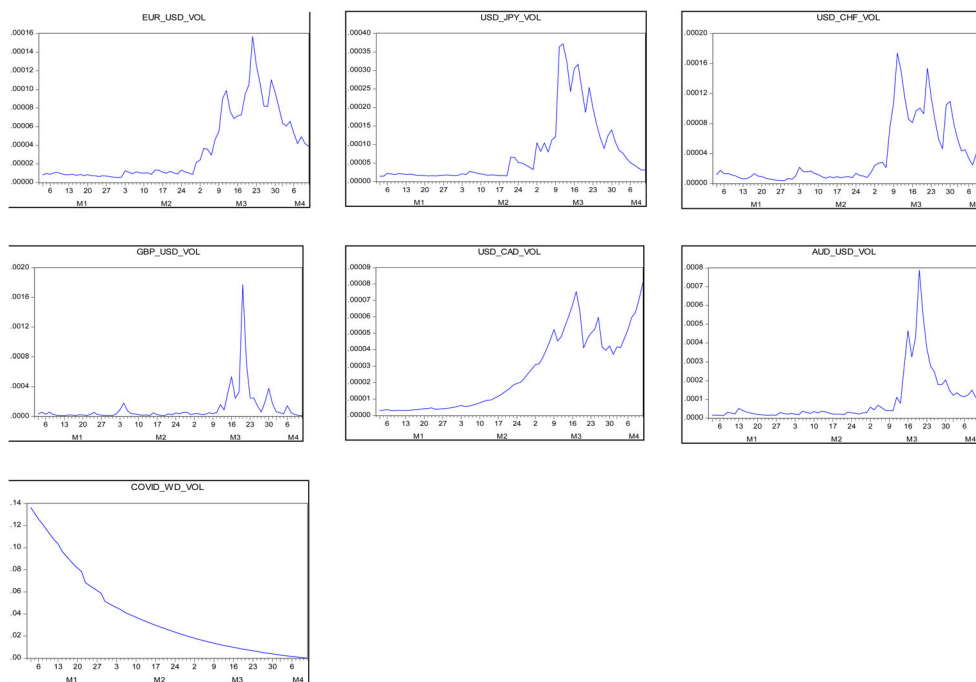 EUR_USD_VOL
.00016
.00014
.00012
.00010
.00008
.00006
.00004
.00002
.00000
6 13 20 27 3 10 17 24 2 9 16 23 30 6
M1 M2 M3 M4
USD_JPY_VOL
.00040
.00035
.00030
.00025
.00020
.00015
.00010
.00005
.00000
6 13 20 27 3 10 17 24 2 9 16 23 30 6
M1 M2 M3 M4
USD_CHF_VOL
.00020
.00016
.00012
.00008
.00004
.00000
6 13 20 27 3 10 17 24 2 9 16 23 30 6
M1 M2 M3 M4
GBP_USD_VOL
.0020
.0016
.0012
.0008
.0004
.0000
6 13 20 27 3 10 17 24 2 9 16 23 30 6
M1 M2 M3 M4
USD_CAD_VOL
.00009
.00008
.00007
.00006
.00005
.00004
.00003
.00002
.00001
.00000
6 13 20 27 3 10 17 24 2 9 16 23 30 6
M1 M2 M3 M4
AUD_USD_VOL
.0008
.0007
.0006
.0005
.0004
.0003
.0002
.0001
.0000
6 13 20 27 3 10 17 24 2 9 16 23 30 6
M1 M2 M3 M4
COVID_WD_VOL
.14
.12
.10
.08
.06
.04
.02
.00
6 13 20 27 3 10 17 24 2 9 16 23 30 6
M1 M2 M3 M4